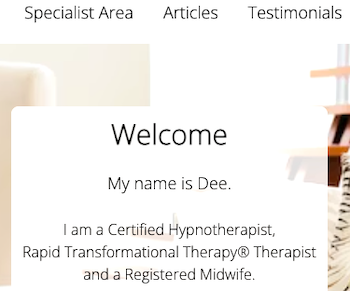 Specialist Area Articles Testimonials
Welcome
My name is Dee.
I am a Certified Hypnotherapist,
Rapid Transformational Therapy® Therapist
and a Registered Midwife.